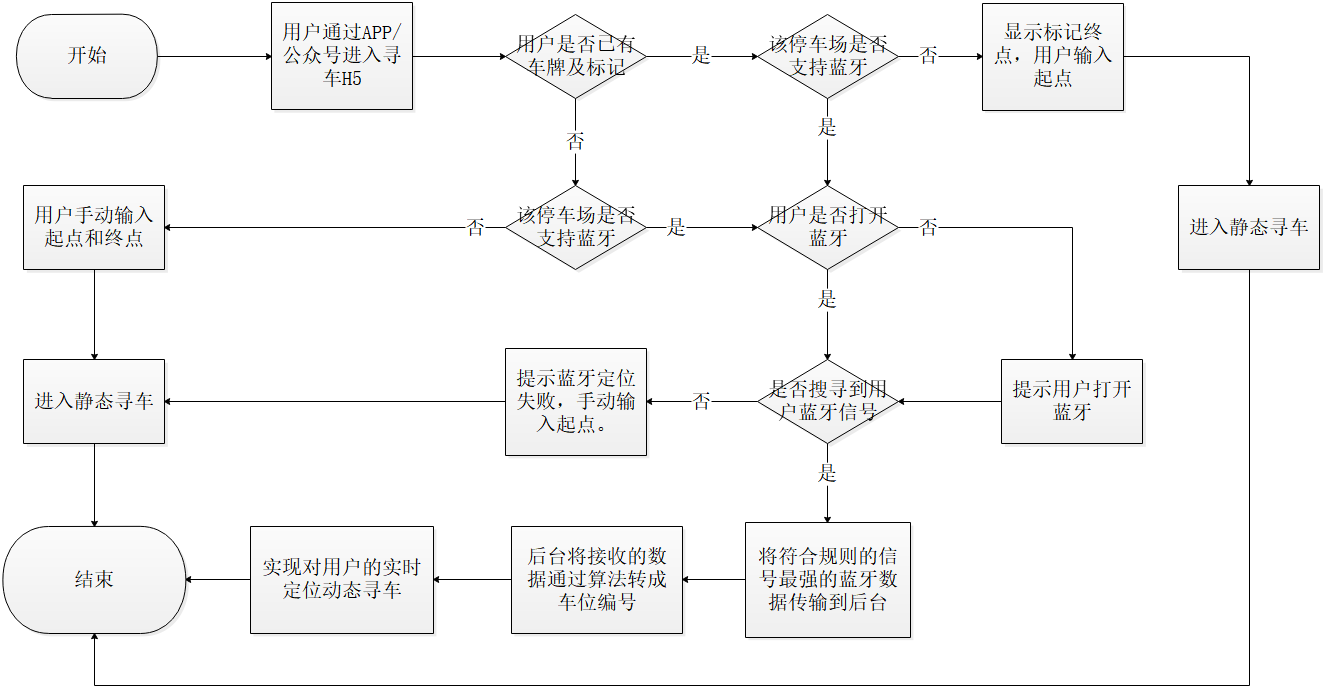 开始
用户通过APP/
公众号进入寻
车H5
用户是否已有
车牌及标记
是
该停车场是否
支持蓝牙
否
显示标记终
点，用户输入
起点
否
是
用户手动输入
起点和终点
否
该停车场是否
支持蓝牙
是
用户是否打开
蓝牙
否
进入静态寻车
是
进入静态寻车
提示蓝牙定位
失败，手动输
入起点。
否
是否搜寻到用
户蓝牙信号
提示用户打开
蓝牙
是
结束
实现对用户的实时
定位动态寻车
后台将接收的数
据通过算法转成
车位编号
将符合规则的信
号最强的蓝牙数
据传输到后台